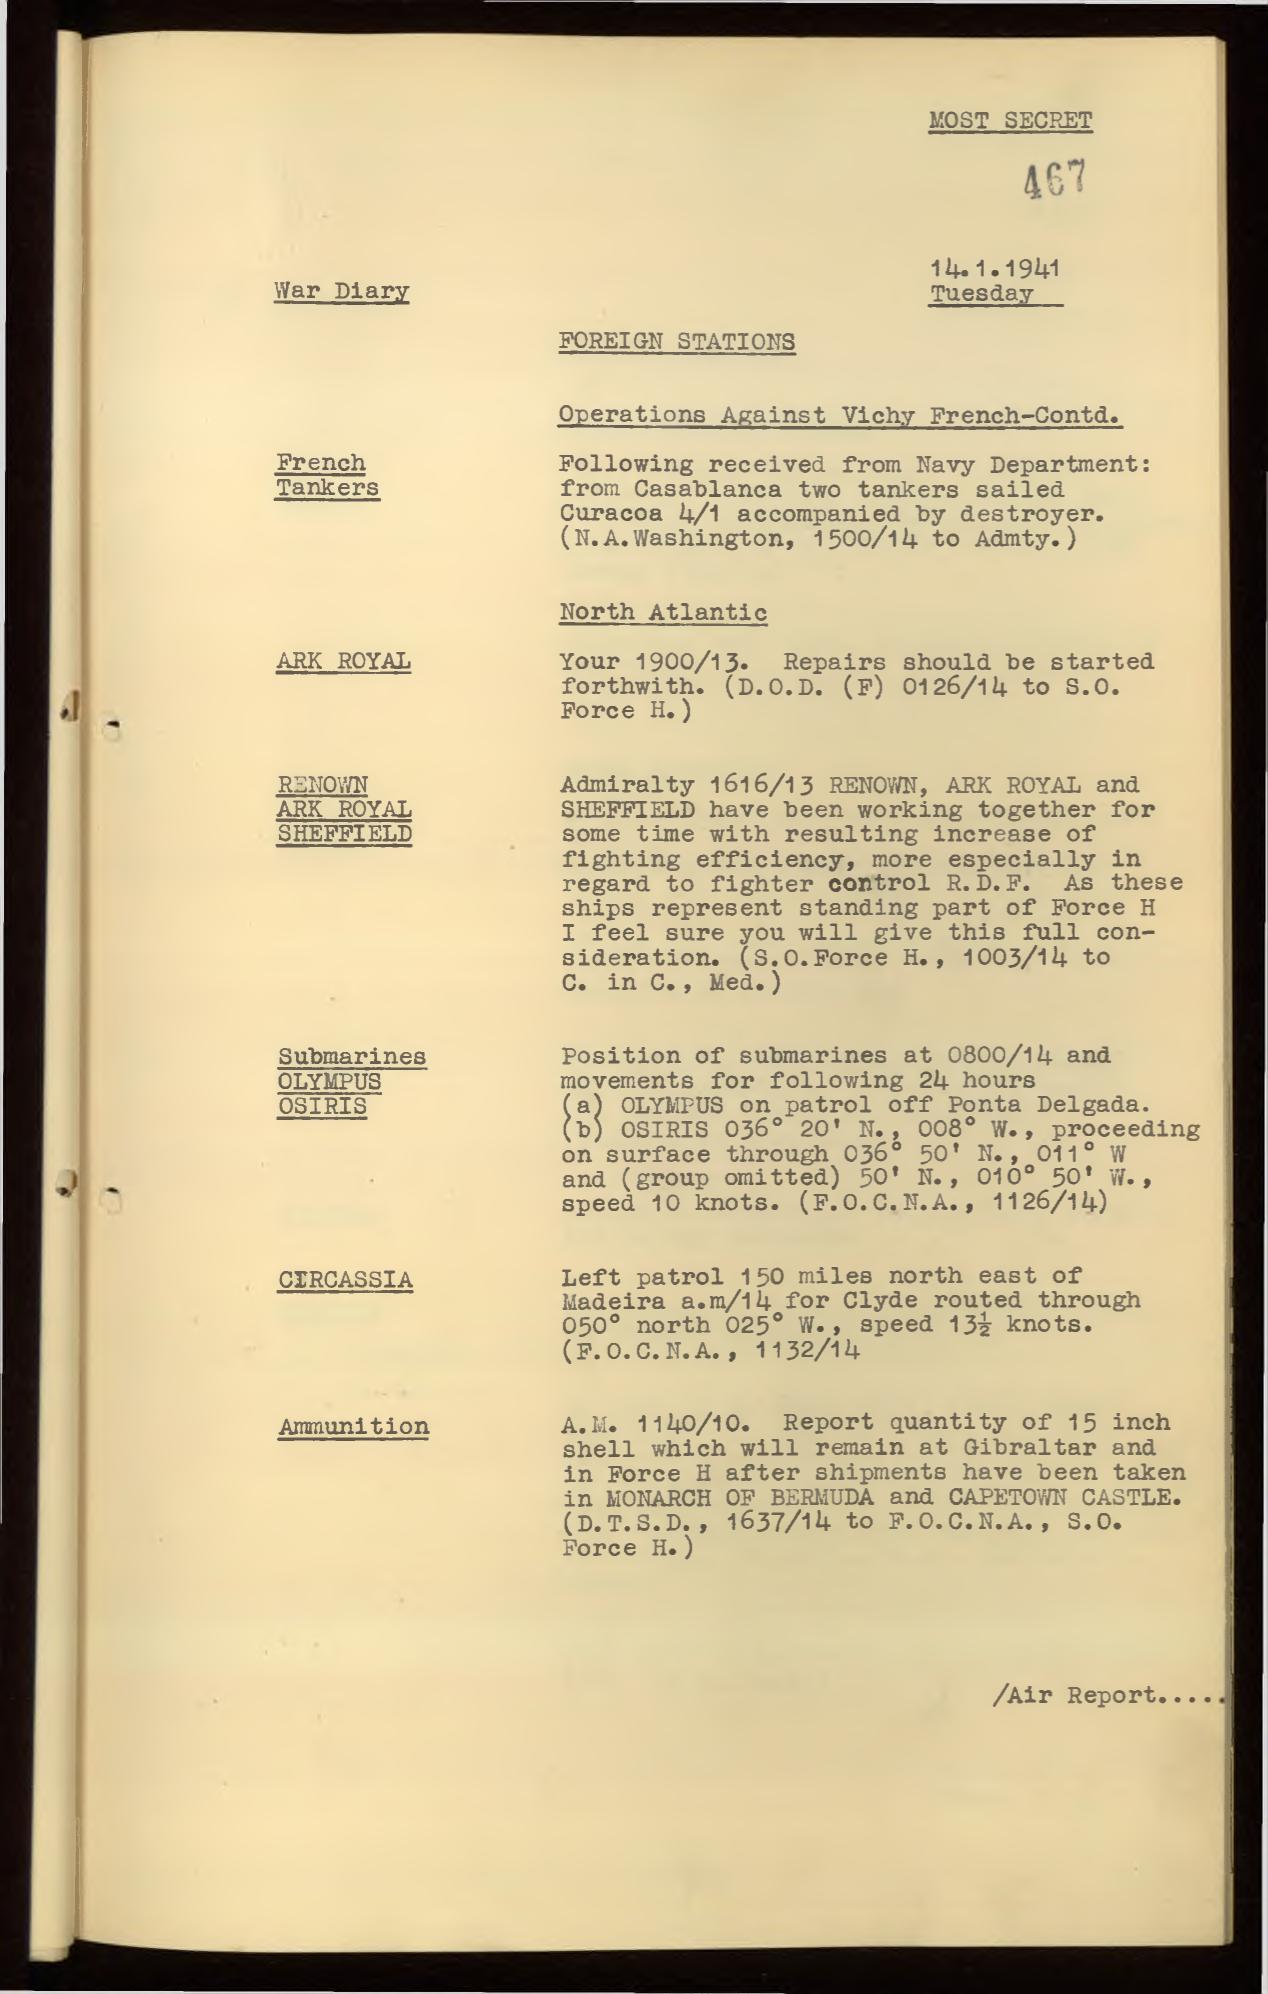 MOST SECRET
467
14.1.1941
War Diary
Tuesday
FOREIGN STATIONS
Operations Against Vichy French-Contd.
French
Tankers
Following received from Navy Department:
from Casablanca two tankers sailed
Curacoa 4/1 accompanied by destroyer.
(N.A.Washington, 1500/14 to Admty.)
North Atlantic
ARK ROYAL
Your 1900/13. Repairs should be started
forthwith. (D.O.D. (F) 0126/14 to S.O.
Force H.)
RENOWN
ARK ROYAL
SHEFFIELD
Admiralty 1616/13 RENOWN, ARK ROYAL and
SHEFFIELD have been working together for
some time with resulting increase of
fighting efficiency, more especially in
regard to fighter control R.D.F. As these
ships represent standing part of Force H
I feel sure you will give this full con-
sideration. (S.O.Force H., 1003/14 to
C. in C., Med.)
Submarines
OLYMPUS
OSIRIS
Position of submarines at 0800/14 and
movements for following 24 hours
(a) OLYMPUS on patrol off Ponta Delgada.
(b) OSIRIS 036° 20' N., 008° W., proceeding
on surface through 036° 50' N., 011° W
and (group omitted) 50' N., 010° 50' W.,
speed 10 knots. (F.O.C.N.A., 1126/14)
CIRCASSIA
Left patrol 150 miles north east of
Madeira a.m/14 for Clyde routed through
050° north 025° W., speed 13½ knots.
(F.O.C.N.A., 1132/14
Ammunition
A.M. 1140/10. Report quantity of 15 inch
shell which will remain at Gibraltar and
in Force H after shipments have been taken
in MONARCH OF BERMUDA and CAPETOWN CASTLE.
(D.T.S.D., 1637/14 to F.O.C.N.A., S.O.
Force H.)
/Air Report.....